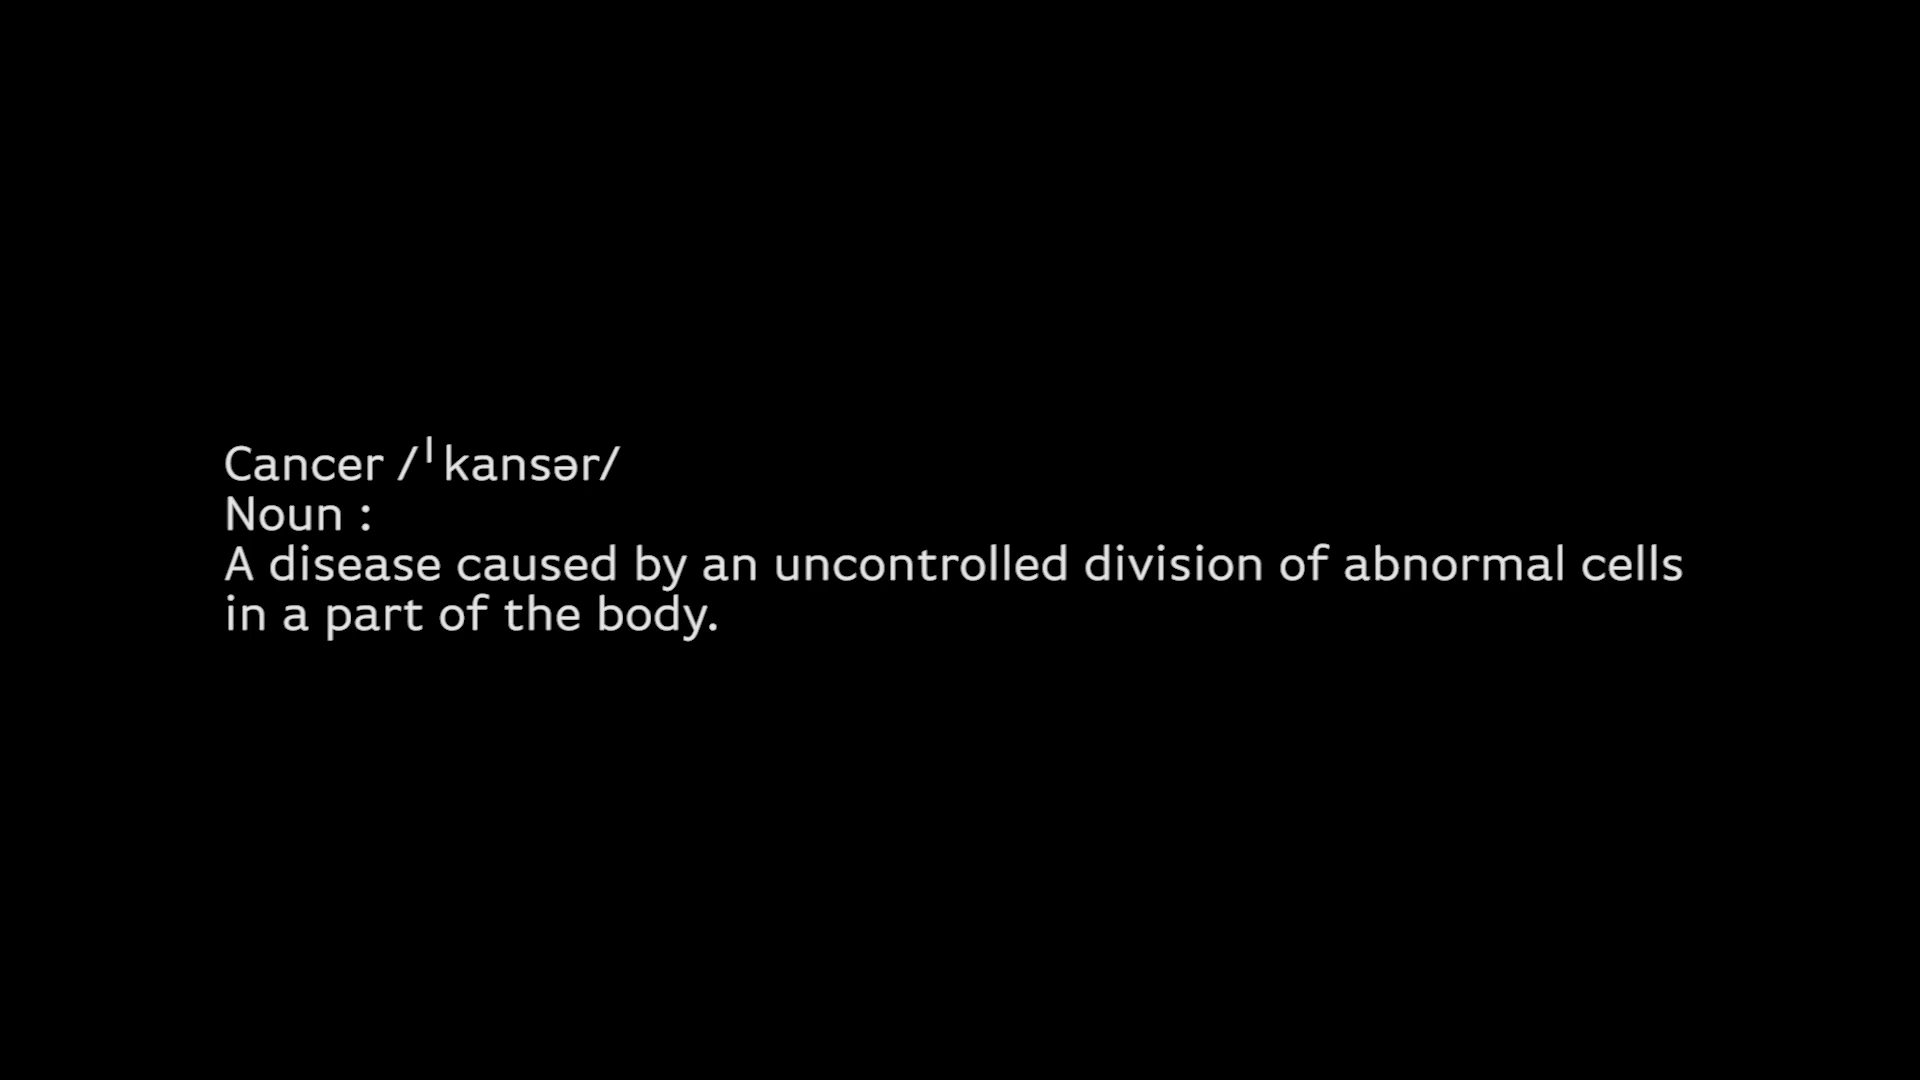 Cancer /ˈkansər/
Noun :
A disease caused by an uncontrolled division of abnormal cells
in a part of the body.